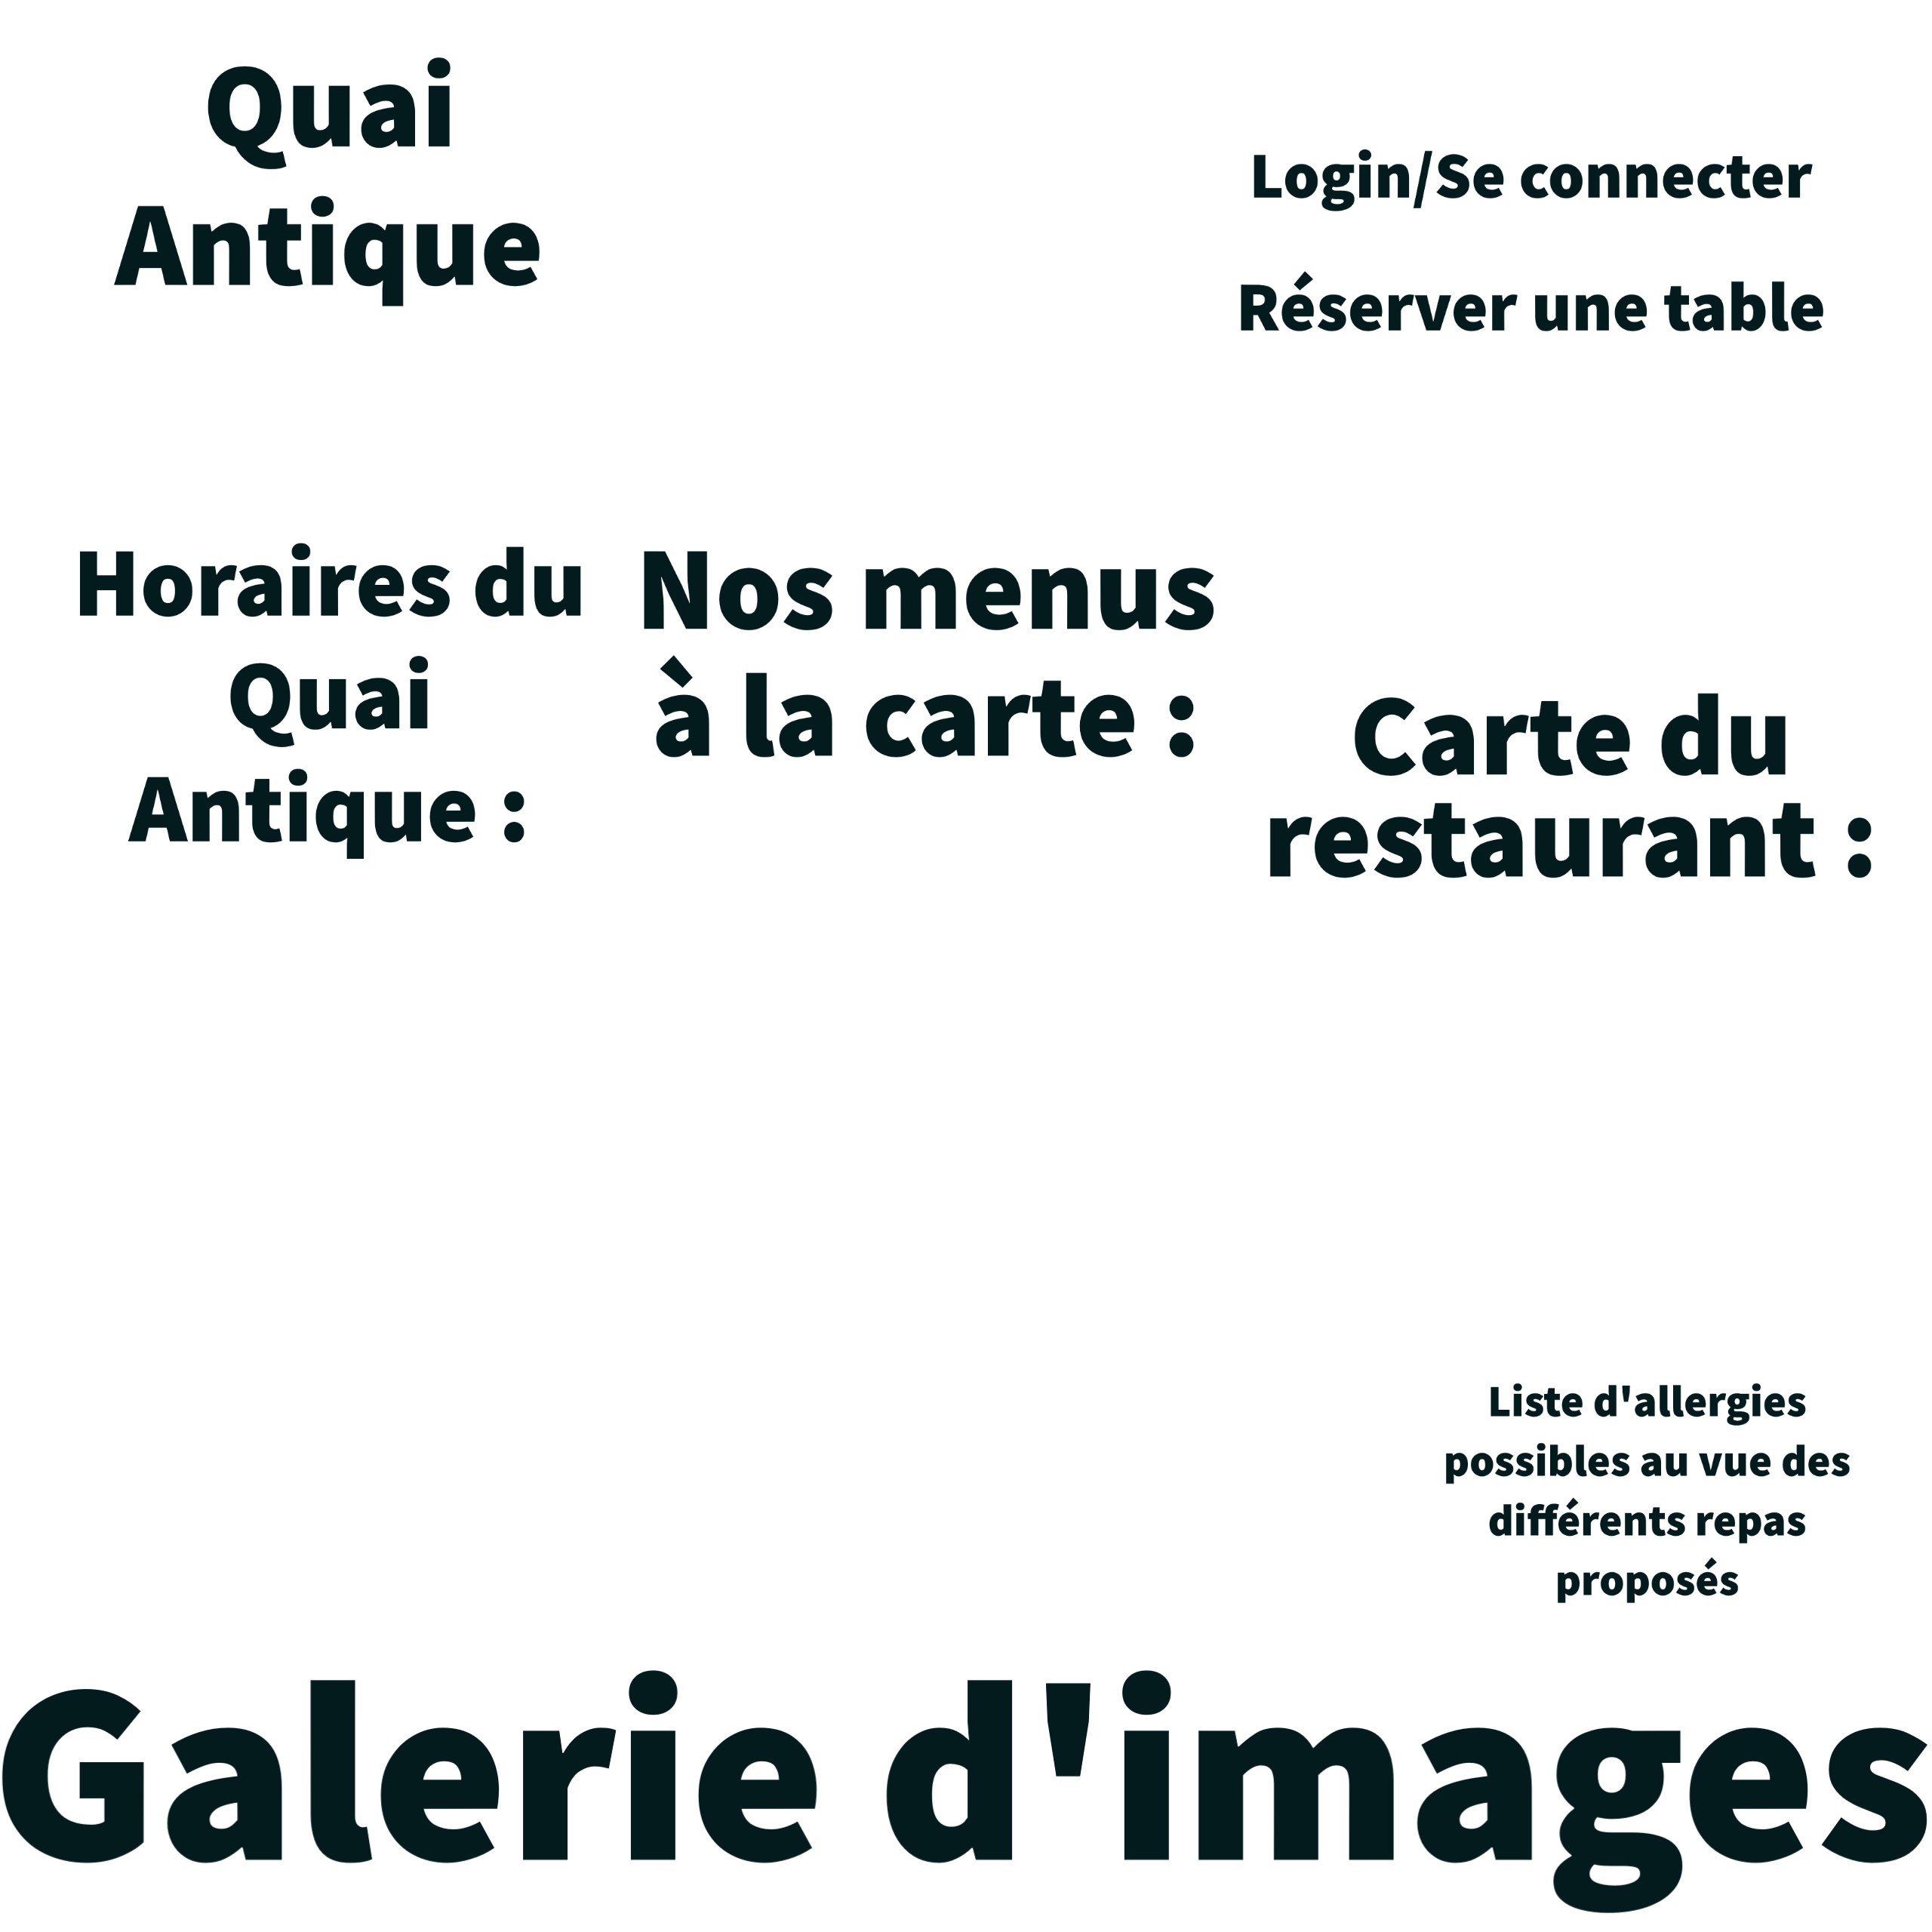 Quai
Antique
Login/Se connecter
Réserver une table
Horaires du
Quai
Antique :
Nos menus
à la carte :
Carte du
restaurant :
Liste d'allergies
possibles au vue des
différents repas
proposés
Galerie d'images